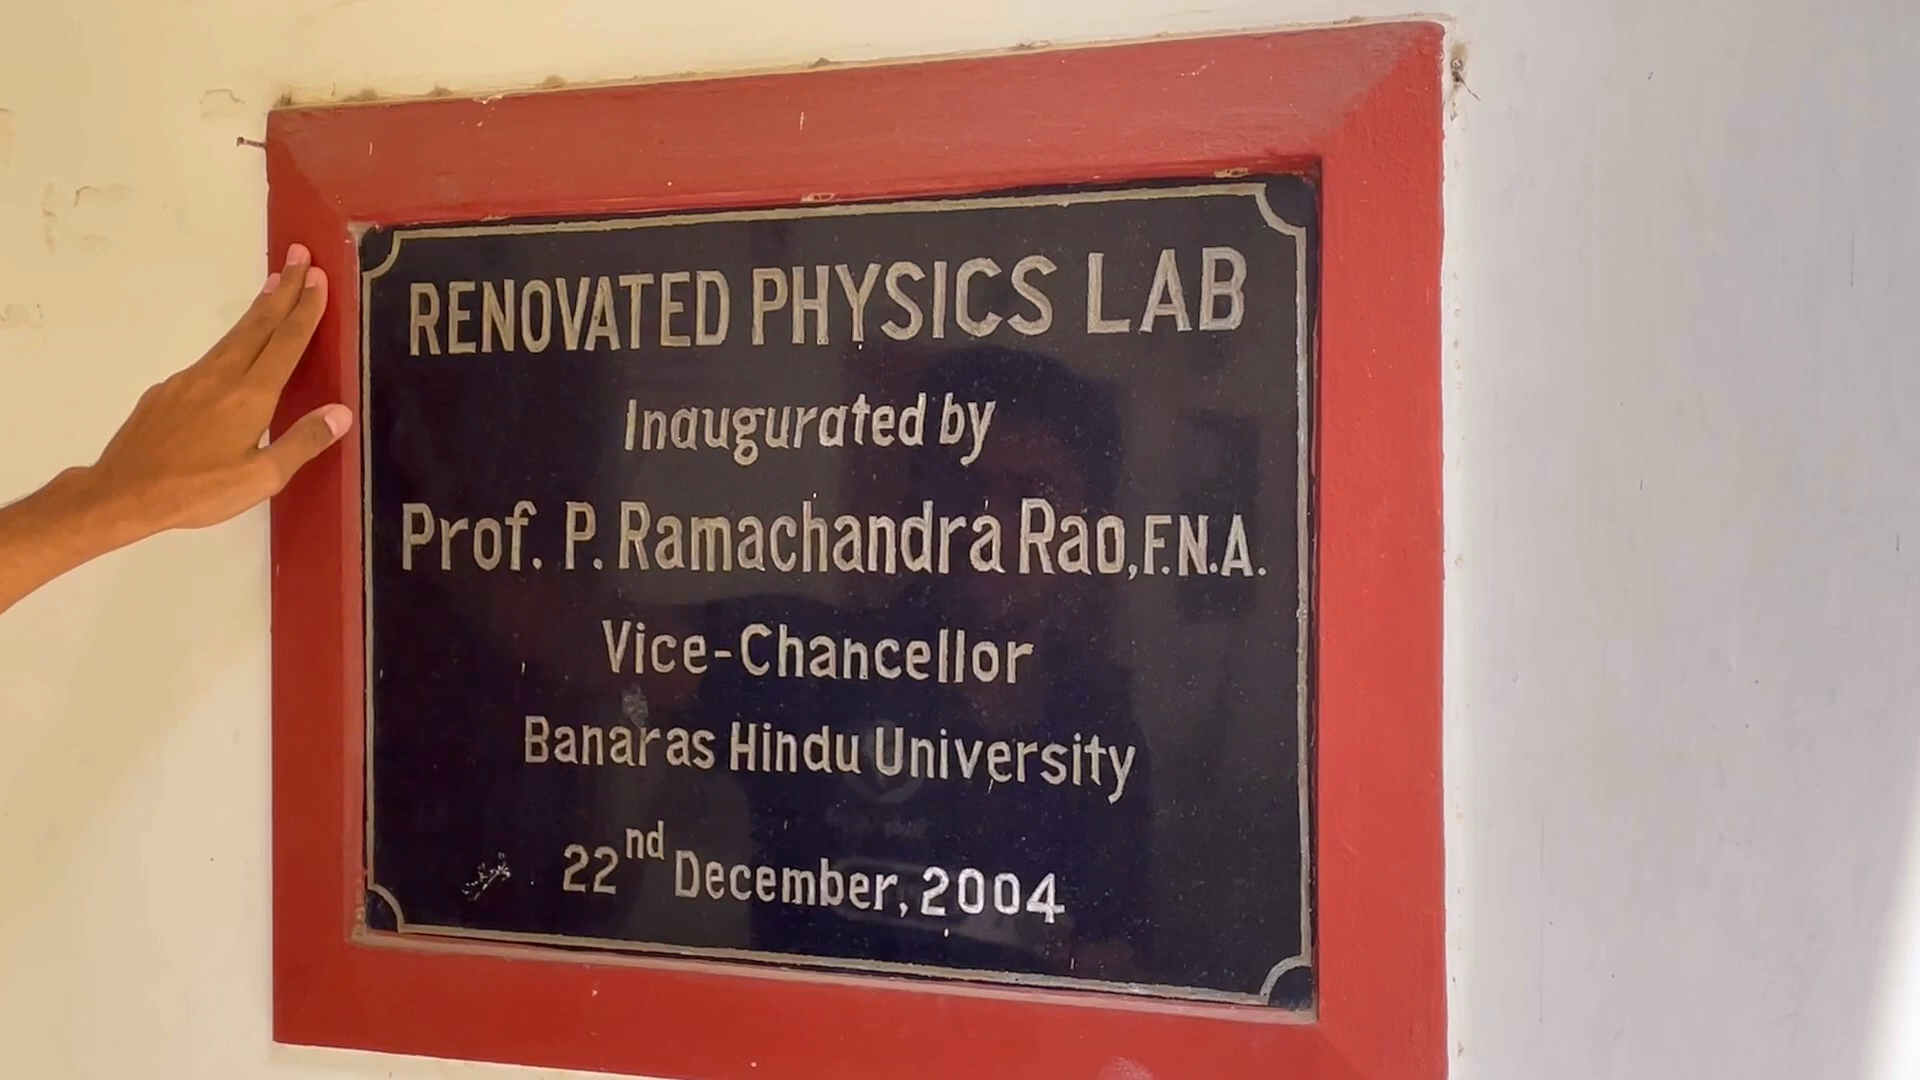 RENOVATED PHYSICS LAB
Inaugurated by
Prof. P. Ramachandra Rao, F.N.A.
Vice-Chancellor
Banaras Hindu University
22nd December, 2004